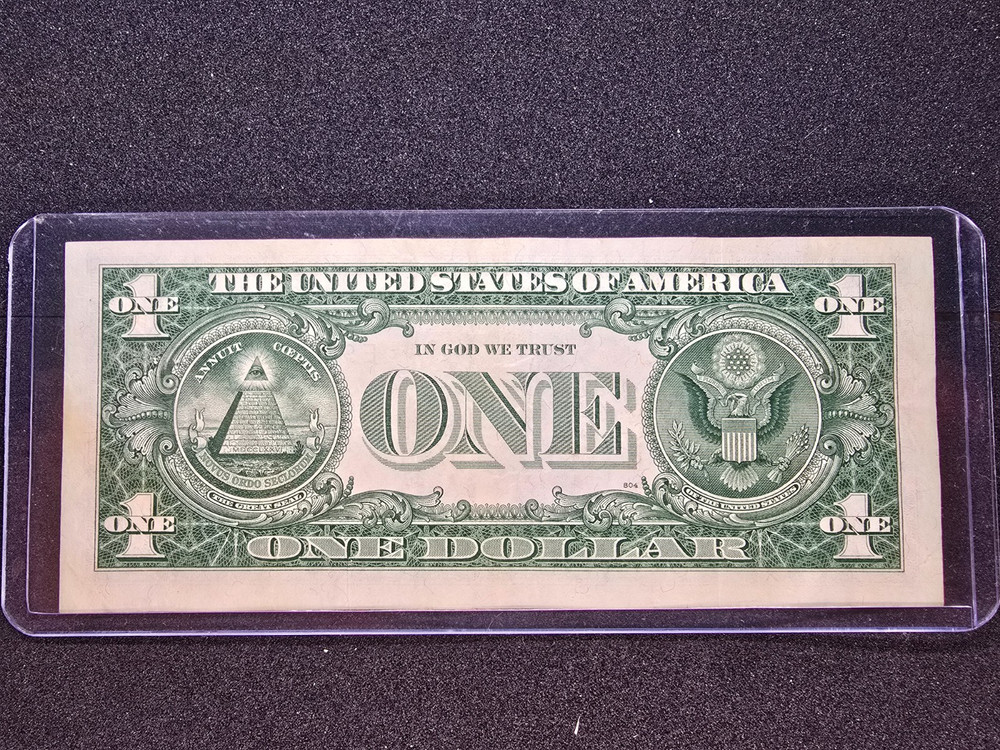 THE UNITED STATES OF AMERICA
1
ONE
1
ONE
ANNUIT CŒPTIS
IN GOD WE TRUST
ONE
MDCCLXXVI
NOVUS ORDO SECLORUM
THE GREAT SEAL
804
OF THE UNITED STATES
1
ONE
1
ONE
ONE DOLLAR